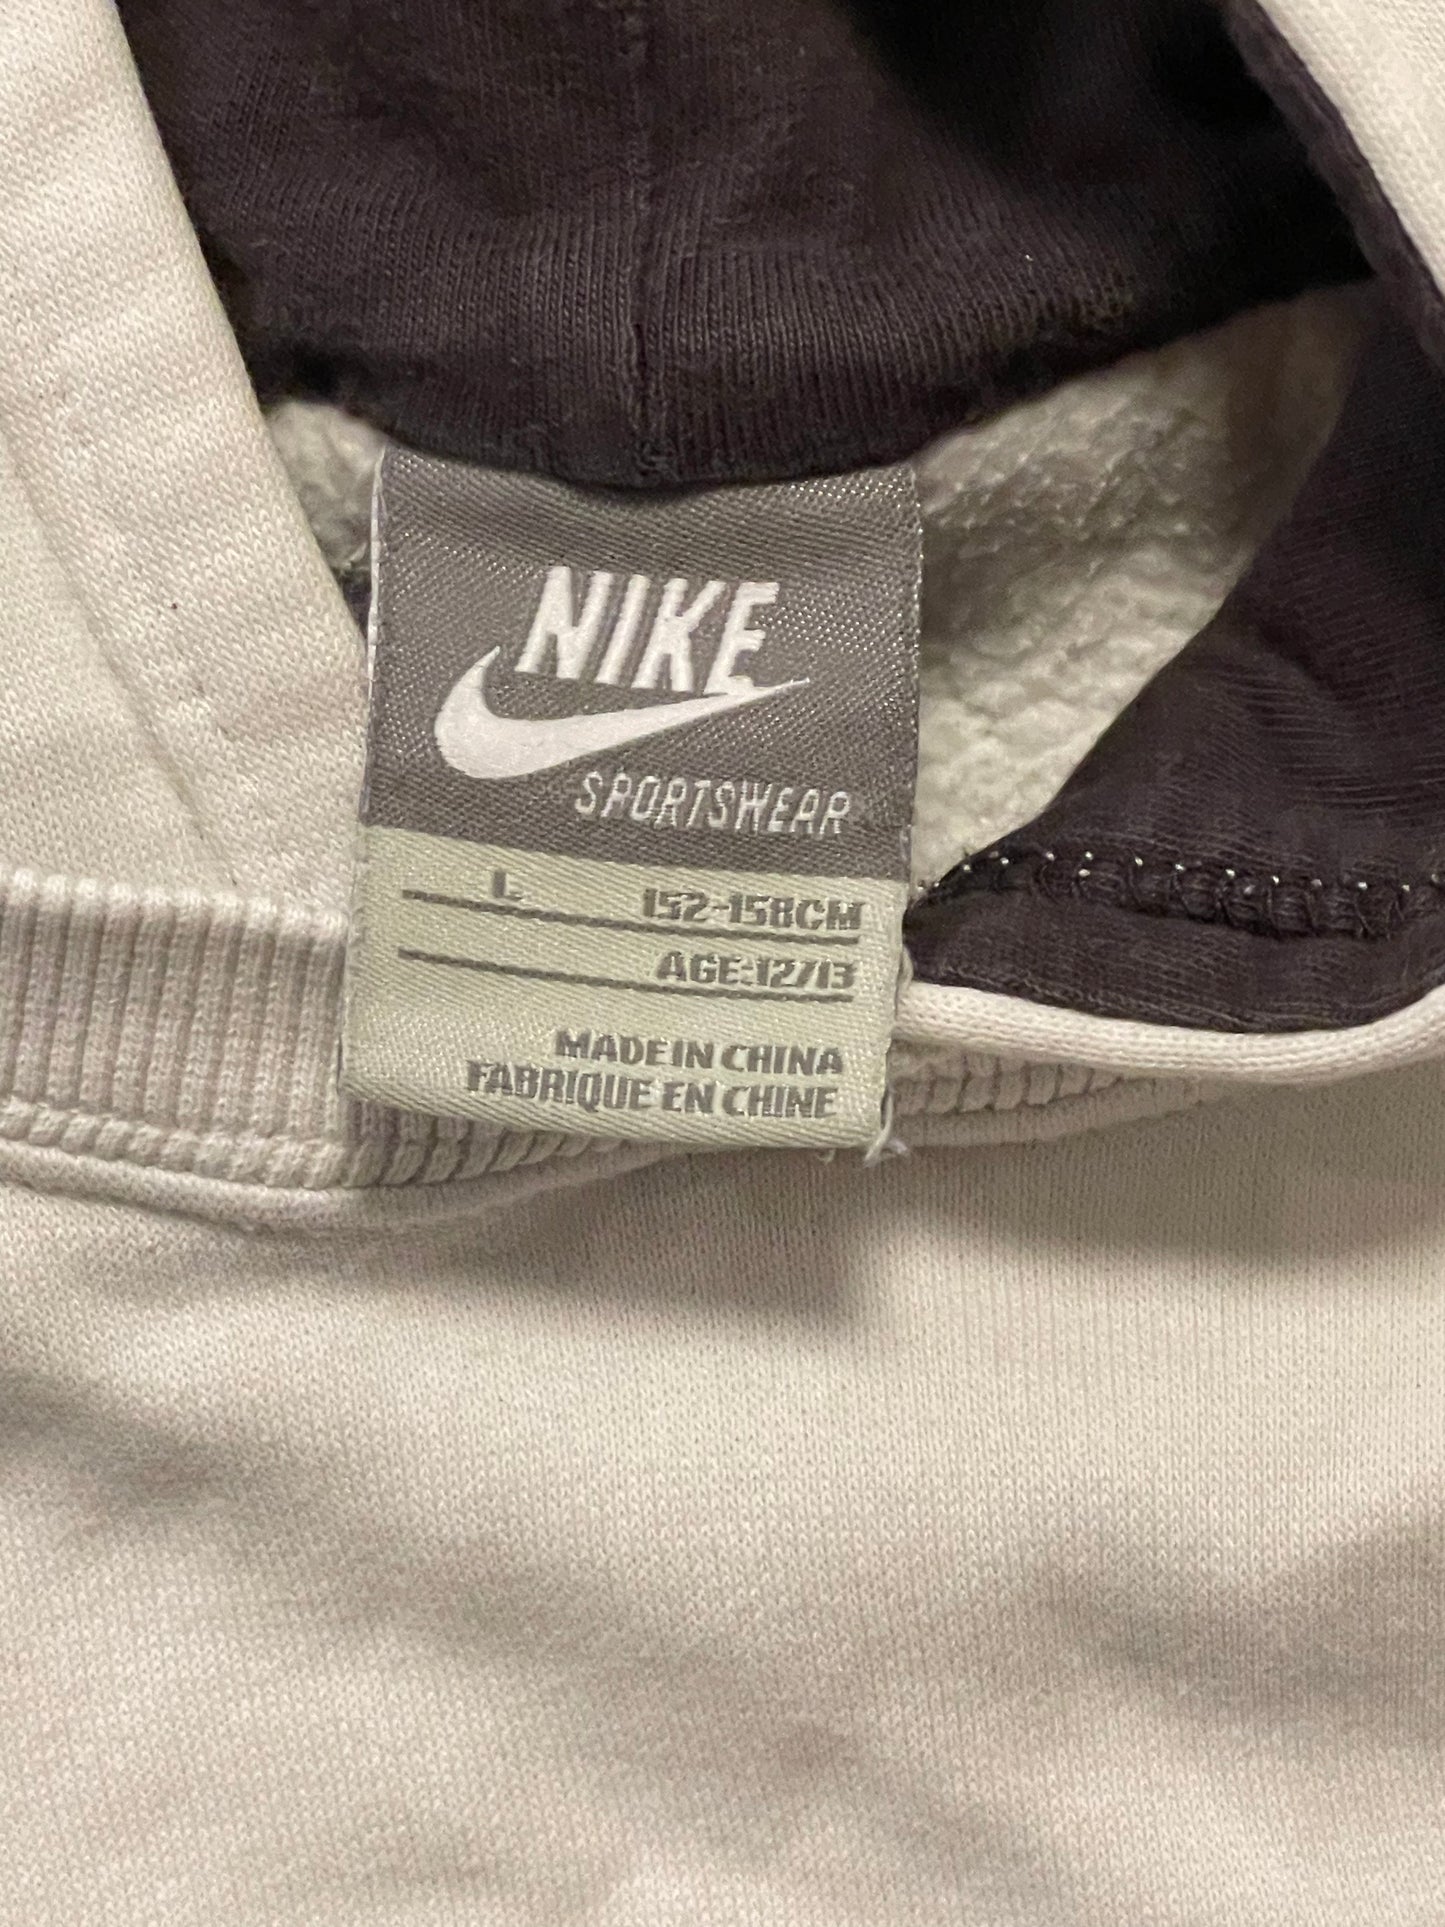 NIKE
SPORTSWEAR
L 152-158CM
AGE:12/13
MADE IN CHINA
FABRIQUE EN CHINE